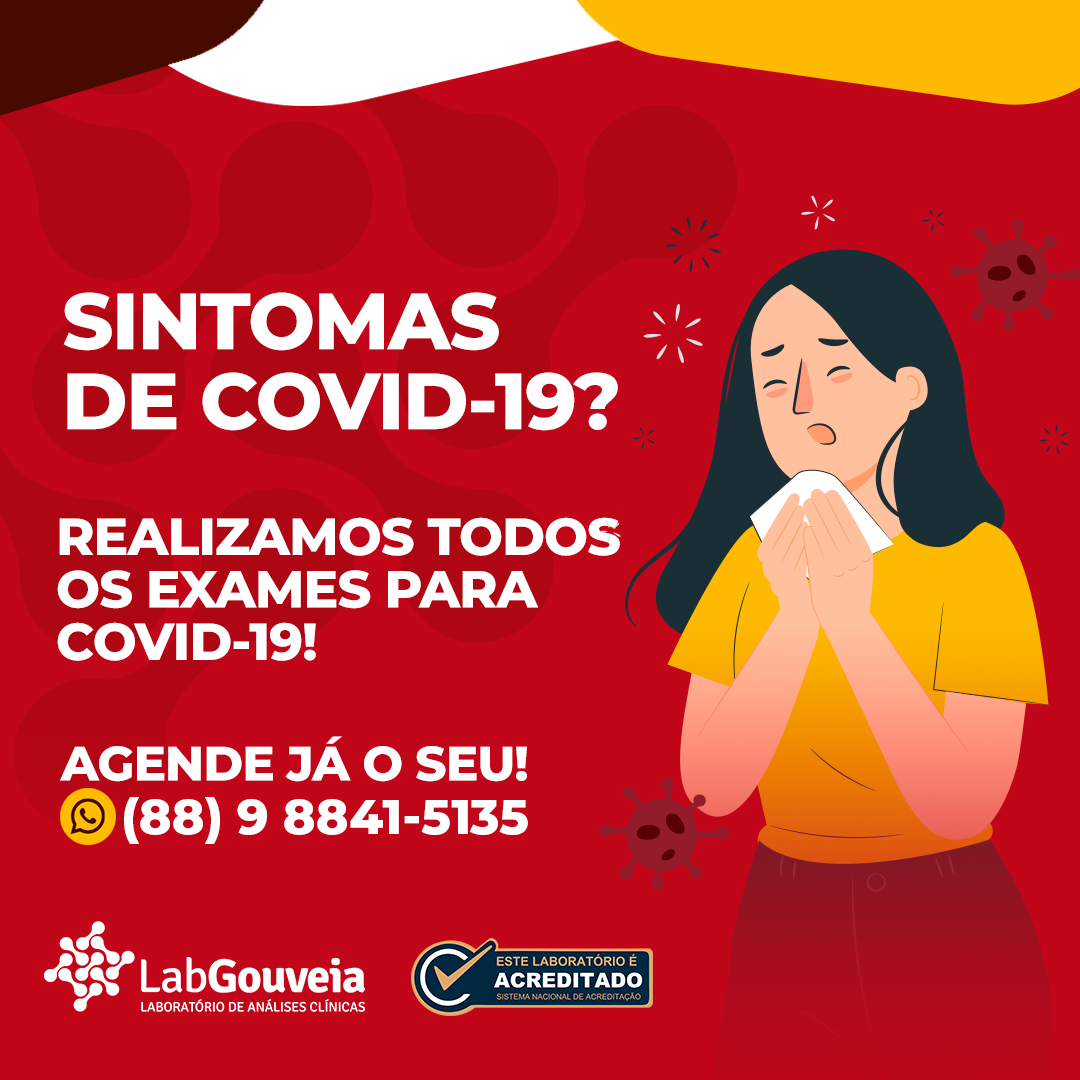 SINTOMAS
DE COVID-19?
REALIZAMOS TODOS
OS EXAMES PARA
COVID-19!
AGENDE JÁ O SEU!
(88) 9 8841-5135
LabGouveia
LABORATÓRIO DE ANÁLISES CLÍNICAS
ESTE LABORATÓRIO É
ACREDITADO
SISTEMA NACIONAL DE ACREDITAÇÃO